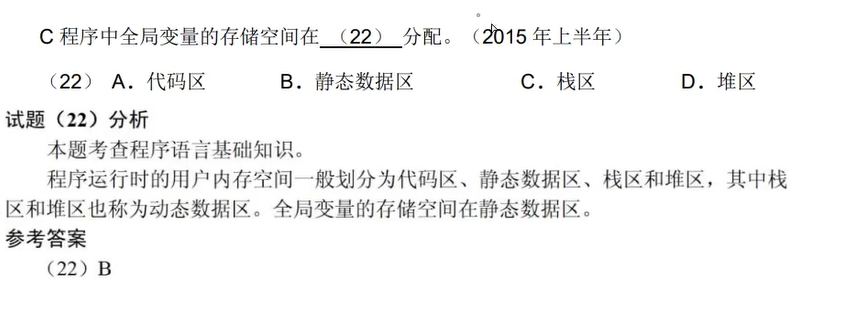 C 程序中全局变量的存储空间在 （22） 分配。（2015 年上半年）
（22） A．代码区 B．静态数据区 C．栈区 D．堆区
试题（22）分析
本题考查程序语言基础知识。
程序运行时的用户内存空间一般划分为代码区、静态数据区、栈区和堆区，其中栈
区和堆区也称为动态数据区。全局变量的存储空间在静态数据区。
参考答案
（22）B